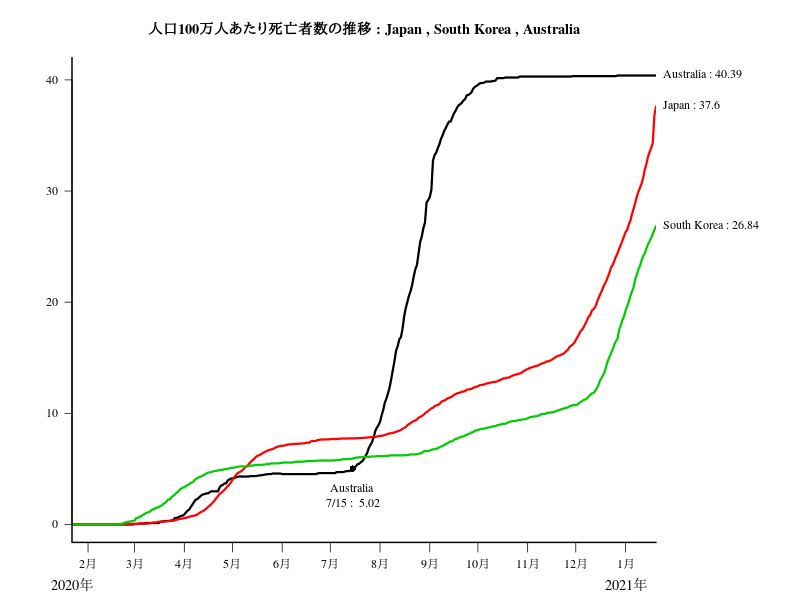 人口100万人あたり死亡者数の推移 : Japan , South Korea , Australia
40
30
20
10
0
Australia : 40.39
Japan : 37.6
South Korea : 26.84
Australia
7/15 : 5.02
2月 3月 4月 5月 6月 7月 8月 9月 10月 11月 12月 1月
2020年 2021年